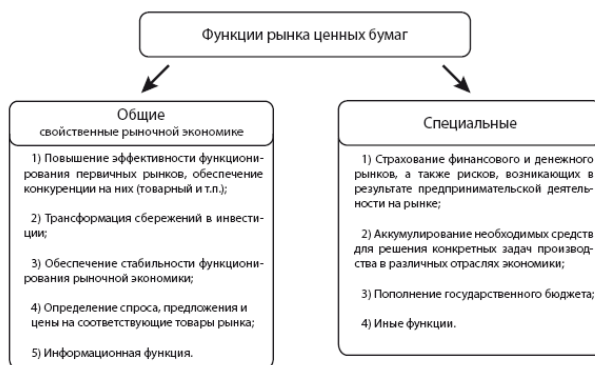 Функции рынка ценных бумаг
Общие
свойственные рыночной экономике
1) Повышение эффективности функциони-
рования первичных рынков, обеспечение
конкуренции на них (товарный и т.п.);
2) Трансформация сбережений в инвести-
ции;
3) Обеспечение стабильности функциони-
рования рыночной экономики;
4) Определение спроса, предложения и
цены на соответствующие товары рынка;
5) Информационная функция.
Специальные
1) Страхование финансового и денежного
рынков, а также рисков, возникающих в
результате предпринимательской деятель-
ности на рынке;
2) Аккумулирование необходимых средств
для решения конкретных задач производ-
ства в различных отраслях экономики;
3) Пополнение государственного бюджета;
4) Иные функции.